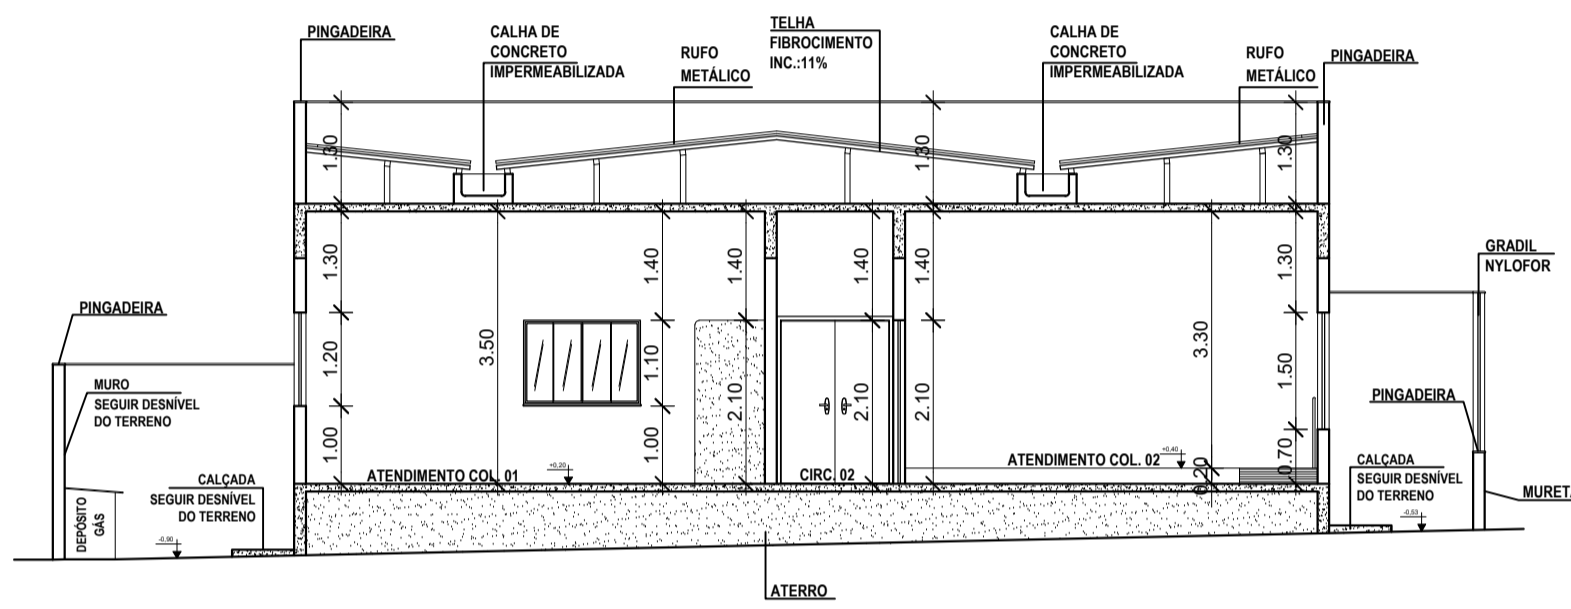 PINGADEIRA
CALHA DE
CONCRETO
IMPERMEABILIZADA
RUFO
METÁLICO
TELHA
FIBROCIMENTO
INC.:11%
CALHA DE
CONCRETO
IMPERMEABILIZADA
RUFO
METÁLICO
PINGADEIRA
1.30
1.30
1.30
1.30
3.50
1.40
1.40
1.40
1.40
3.30
1.30
GRADIL
NYLOFOR
PINGADEIRA
1.20
1.10
1.50
MURO
SEGUIR DESNÍVEL
DO TERRENO
2.10
2.10
2.10
PINGADEIRA
1.00
1.00
0.70
0.20
ATENDIMENTO COL. 01
+0,20
CIRC. 02
ATENDIMENTO COL. 02
+0,40
CALÇADA
SEGUIR DESNÍVEL
DO TERRENO
CALÇADA
SEGUIR DESNÍVEL
DO TERRENO
MURET
DEPÓSITO
GÁS
-0,90
-0,53
ATERRO